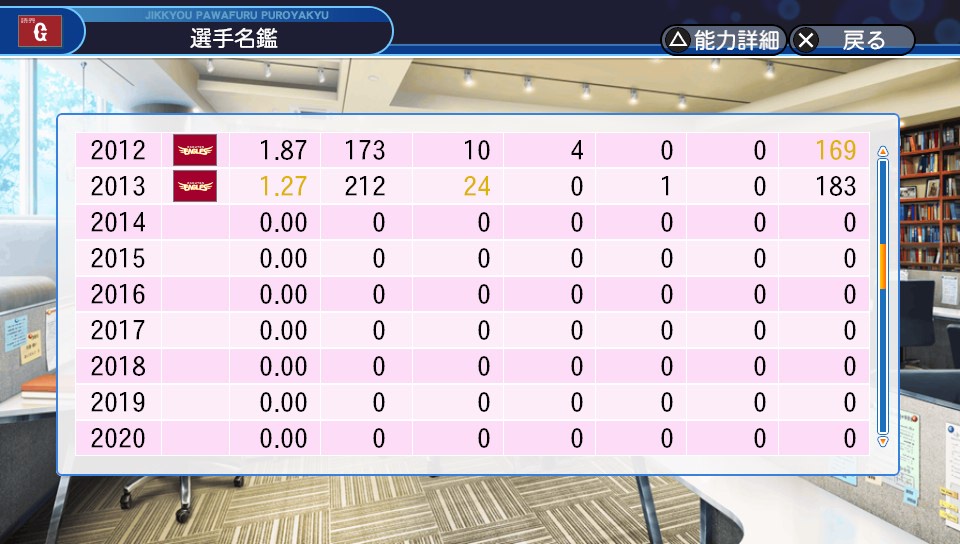 読売
G
JIKKYOU PAWAFURU PUROYAKYU
選手名鑑
能力詳細
戻る
2012 EAGLES 1.87 173 10 4 0 0 169
2013 EAGLES 1.27 212 24 0 1 0 183
2014 0.00 0 0 0 0 0 0
2015 0.00 0 0 0 0 0 0
2016 0.00 0 0 0 0 0 0
2017 0.00 0 0 0 0 0 0
2018 0.00 0 0 0 0 0 0
2019 0.00 0 0 0 0 0 0
2020 0.00 0 0 0 0 0 0